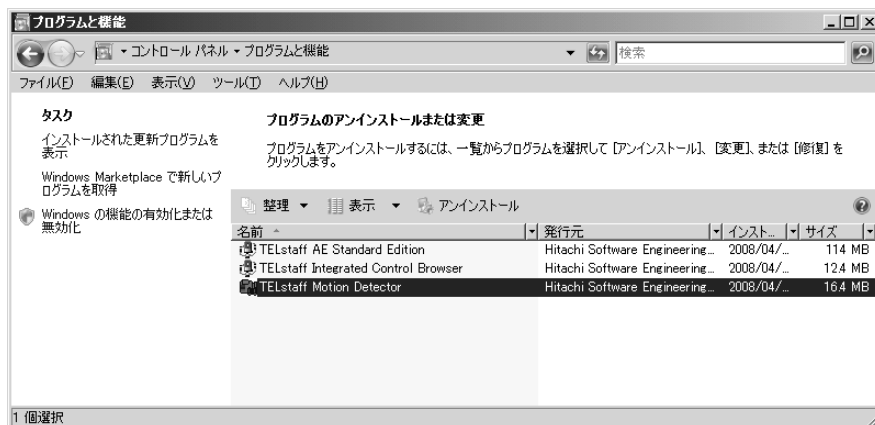 プログラムと機能
コントロール パネル
プログラムと機能
検索
ファイル(F)
編集(E)
表示(V)
ツール(T)
ヘルプ(H)
タスク
インストールされた更新プログラムを
表示
Windows Marketplace で新しいプ
ログラムを取得
Windows の機能の有効化または
無効化
プログラムのアンインストールまたは変更
プログラムをアンインストールするには、一覧からプログラムを選択して [アンインストール]、[変更]、または [修復] を
クリックします。
整理
表示
アンインストール
名前 発行元 インスト... サイズ
TELstaff AE Standard Edition Hitachi Software Engineering... 2008/04/... 114 MB
TELstaff Integrated Control Browser Hitachi Software Engineering... 2008/04/... 12.4 MB
TELstaff Motion Detector Hitachi Software Engineering... 2008/04/... 16.4 MB
1 個選択